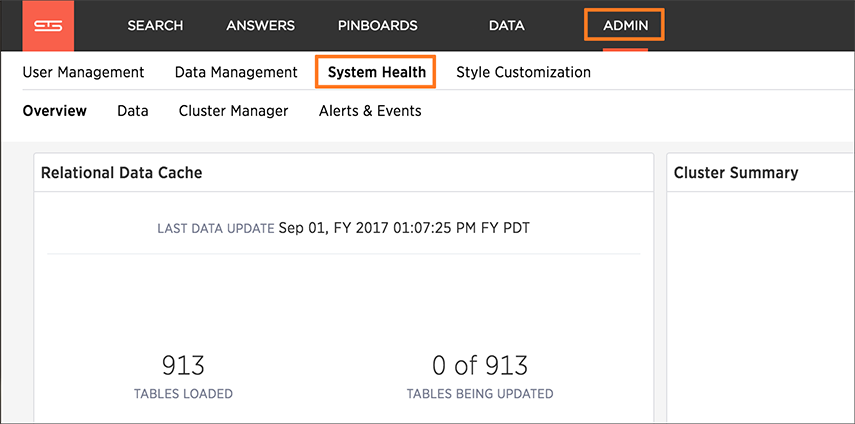 SEARCH ANSWERS PINBOARDS DATA ADMIN
User Management Data Management System Health Style Customization
Overview Data Cluster Manager Alerts & Events
Relational Data Cache Cluster Summary
LAST DATA UPDATE Sep 01, FY 2017 01:07:25 PM FY PDT
913 0 of 913
TABLES LOADED TABLES BEING UPDATED